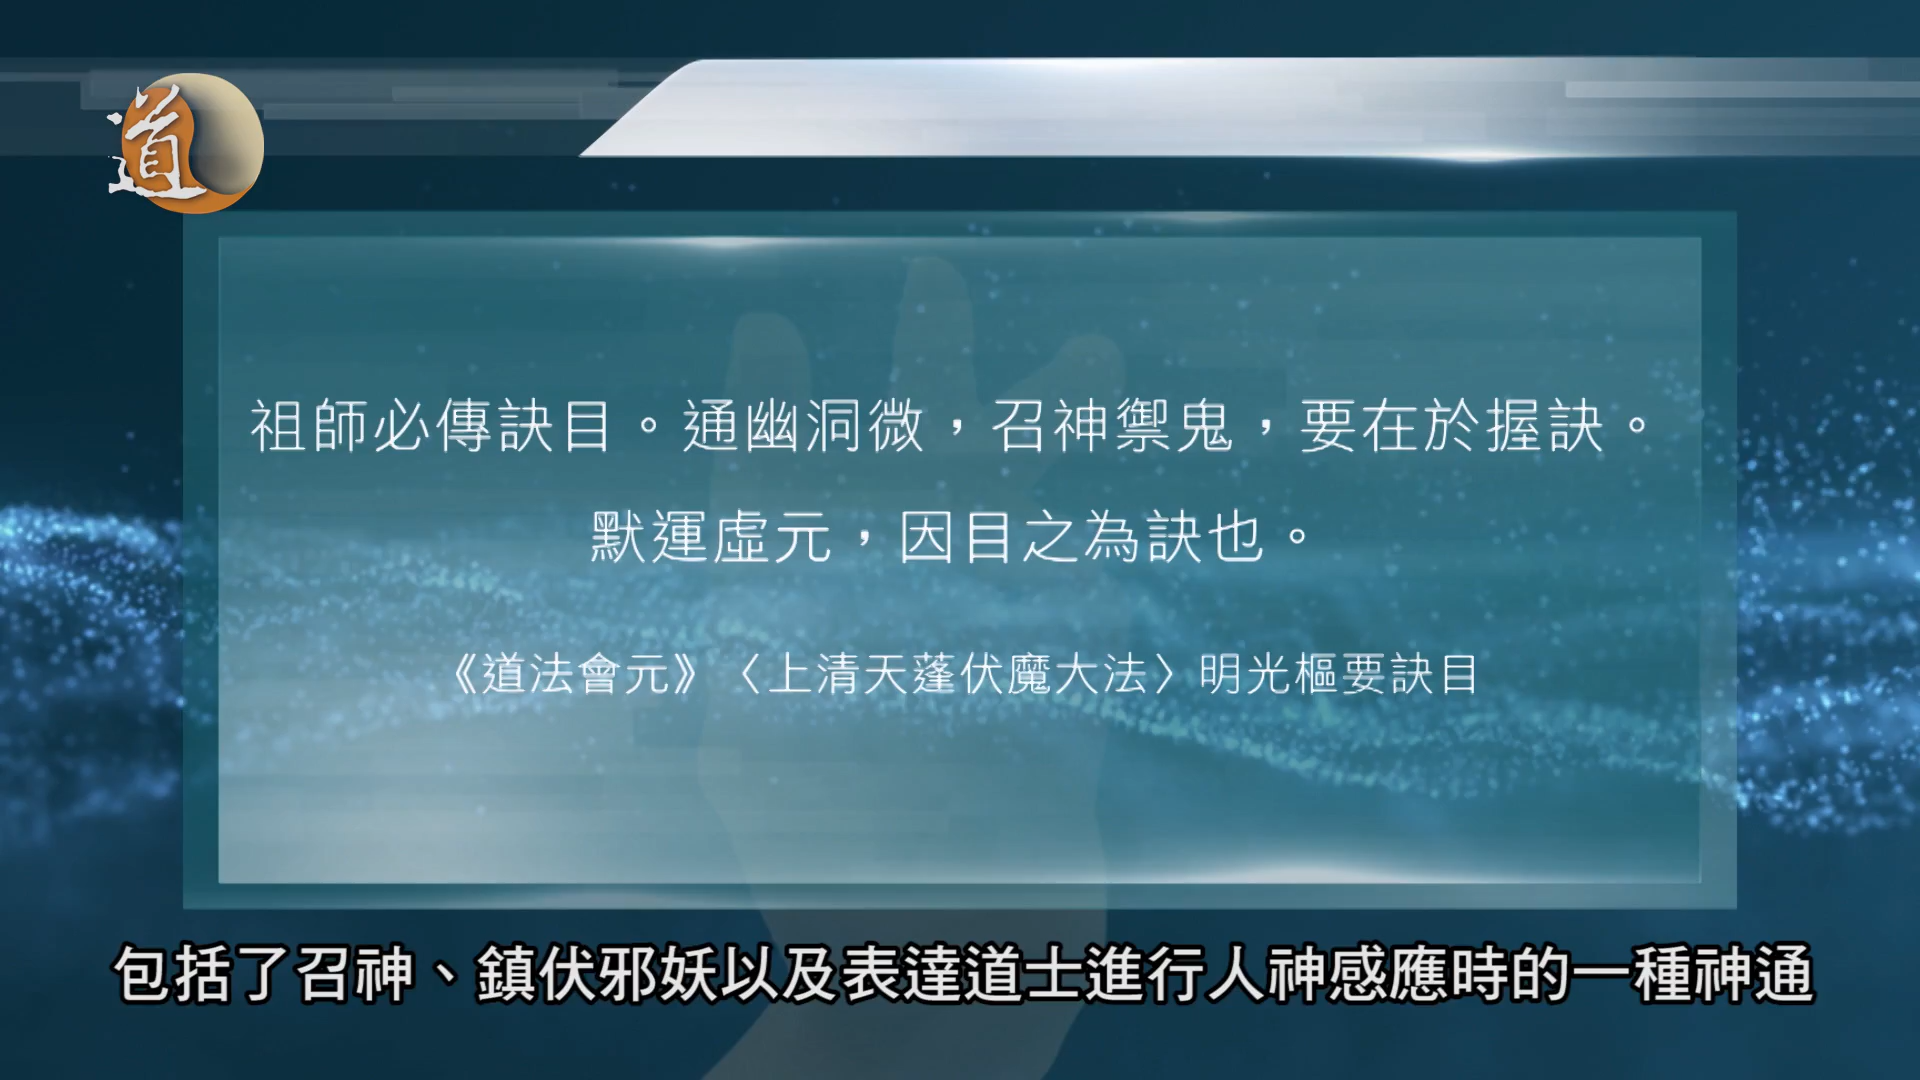 道
祖師必傳訣目。通幽洞微，召神禦鬼，要在於握訣。
默運虛元，因目之為訣也。
《道法會元》〈上清天蓬伏魔大法〉明光樞要訣目
包括了召神、鎮伏邪妖以及表達道士進行人神感應時的一種神通